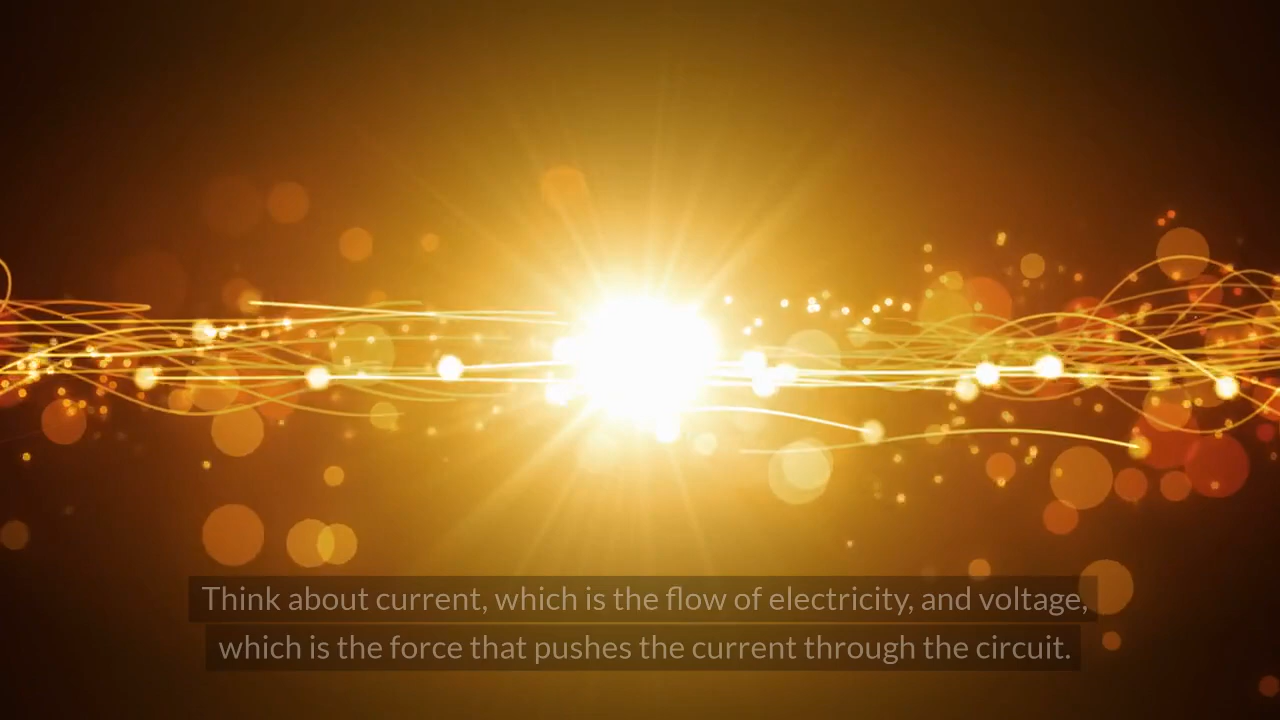 Think about current, which is the flow of electricity, and voltage,
which is the force that pushes the current through the circuit.